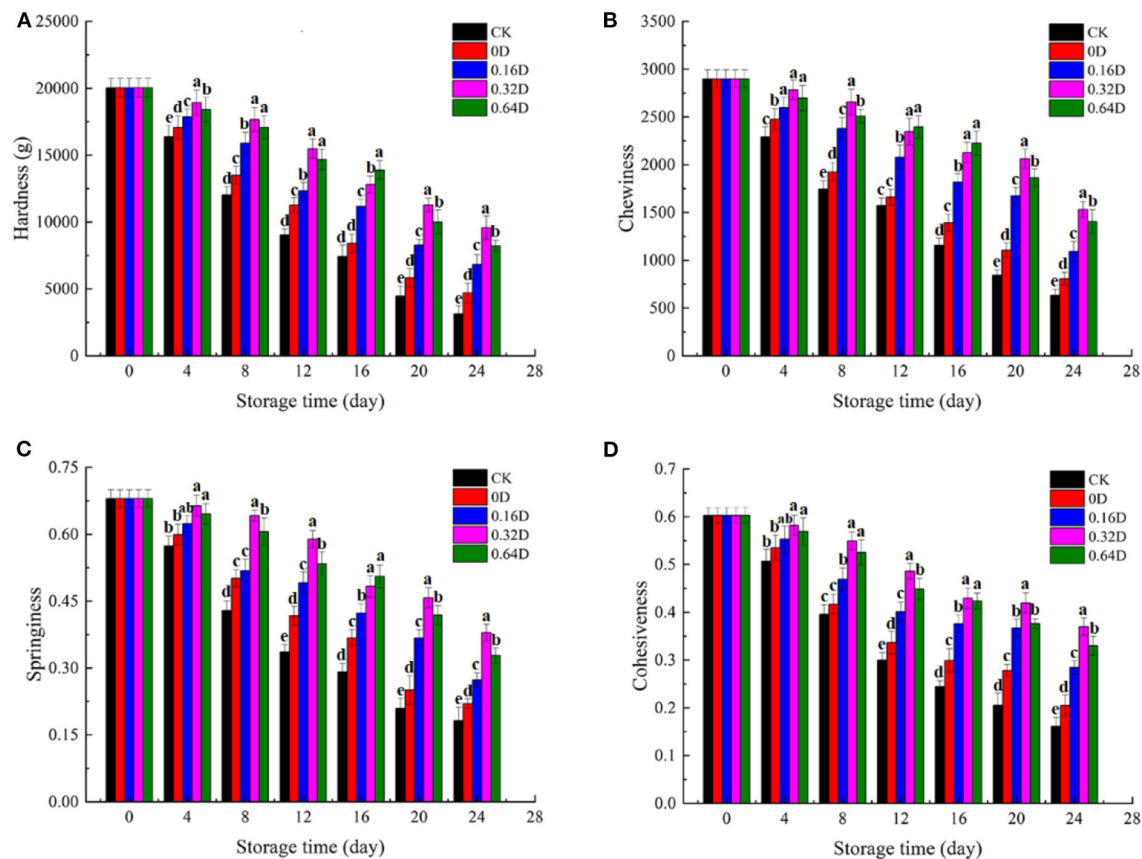 A
25000
20000
15000
10000
5000
0
Hardness (g)
CK
0D
0.16D
0.32D
0.64D
e d c a b
d c b a a
d c b a a
d d c b a
e d c a b
e d c a b
0 4 8 12 16 20 24 28
Storage time (day)
B
3500
3000
2500
2000
1500
1000
500
0
Chewiness
CK
0D
0.16D
0.32D
0.64D
c b a a a
e d c a b
c c b a a
d c b a a
e d c a b
e d c a b
0 4 8 12 16 20 24 28
Storage time (day)
C
0.75
0.60
0.45
0.30
0.15
0.00
Springiness
CK
0D
0.16D
0.32D
0.64D
b b ab a a
d c c a b
e d c a b
d c b a a
e d c a b
e d c a b
0 4 8 12 16 20 24 28
Storage time (day)
D
0.7
0.6
0.5
0.4
0.3
0.2
0.1
0.0
Cohesiveness
CK
0D
0.16D
0.32D
0.64D
b b ab a a
c c b a a
e d c a b
d c b a a
d c b a b
e d c a b
0 4 8 12 16 20 24 28
Storage time (day)